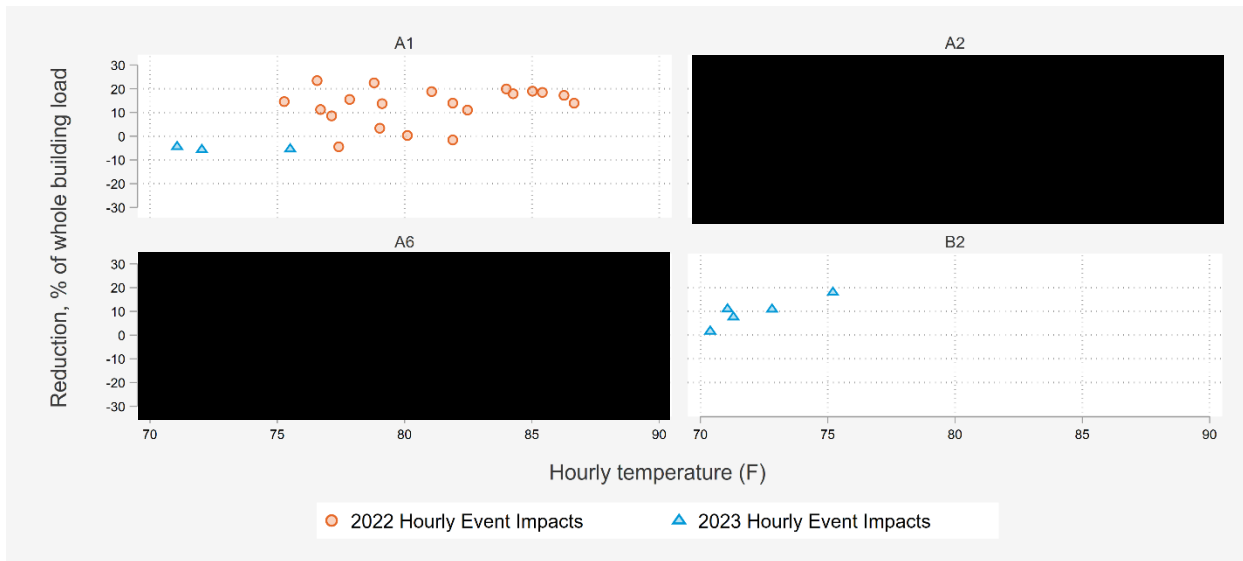 A1
A2
Reduction, % of whole building load
30
20
10
0
-10
-20
-30
A6
B2
30
20
10
0
-10
-20
-30
70 75 80 85 90
70 75 80 85 90
Hourly temperature (F)
2022 Hourly Event Impacts
2023 Hourly Event Impacts